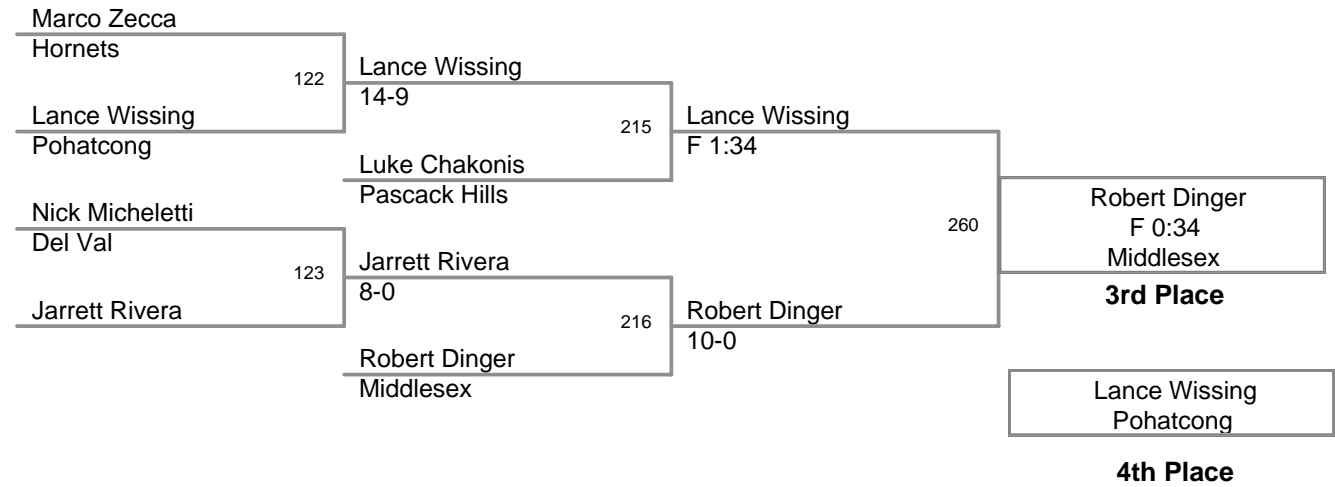 Marco Zecca
Hornets
122
Lance Wissing
14-9
Lance Wissing
Pohatcong
215
Lance Wissing
F 1:34
Luke Chakonis
Pascack Hills
Nick Micheletti
Del Val
123
Jarrett Rivera
8-0
Jarrett Rivera
216
Robert Dinger
10-0
Robert Dinger
Middlesex
260
Robert Dinger
F 0:34
Middlesex
3rd Place
Lance Wissing
Pohatcong
4th Place